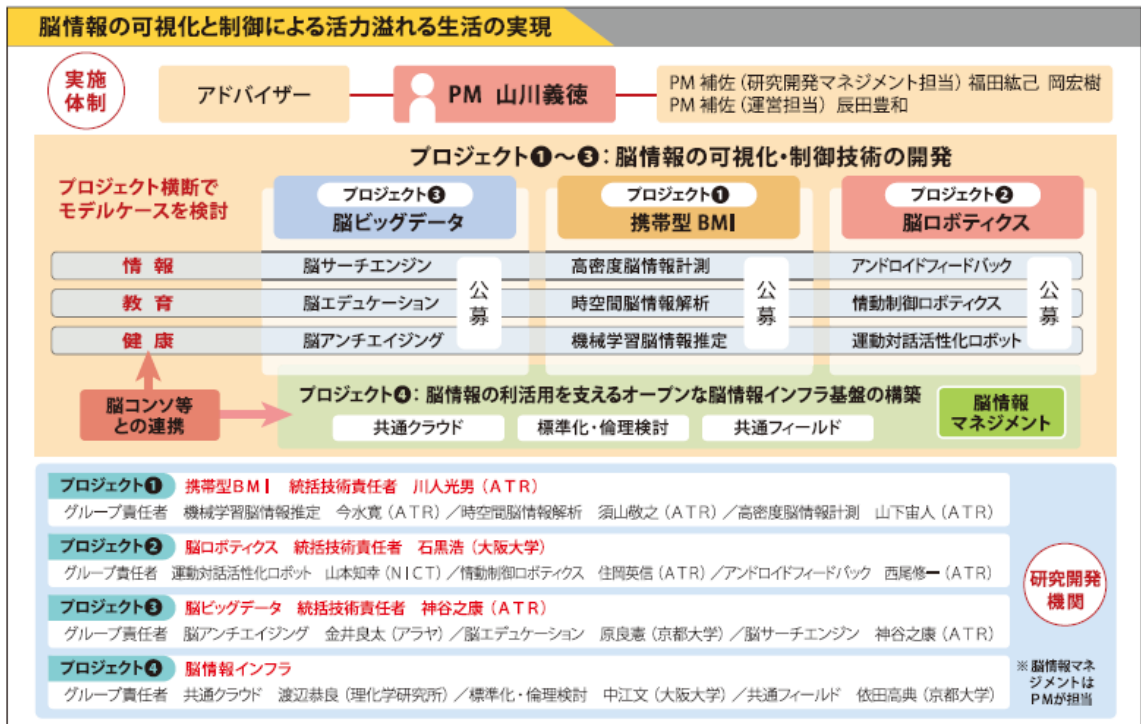 脳情報の可視化と制御による活力溢れる生活の実現
実施
体制
アドバイザー
PM 山川義徳
PM 補佐（研究開発マネジメント担当）福田紘己 岡宏樹
PM 補佐（運営担当） 辰田豊和
プロジェクト❶～❸：脳情報の可視化・制御技術の開発
プロジェクト横断で
モデルケースを検討
プロジェクト❸
脳ビッグデータ
プロジェクト❶
携帯型 BMI
プロジェクト❷
脳ロボティクス
情 報
脳サーチエンジン
高密度脳情報計測
アンドロイドフィードバック
教 育
脳エデュケーション
時空間脳情報解析
情動制御ロボティクス
健 康
脳アンチエイジング
機械学習脳情報推定
運動対話活性化ロボット
公募
公募
公募
脳コンソ等
との連携
プロジェクト❹：脳情報の利活用を支えるオープンな脳情報インフラ基盤の構築
共通クラウド
標準化・倫理検討
共通フィールド
脳情報
マネジメント
プロジェクト❶ 携帯型BMI 統括技術責任者 川人光男（ATR）
グループ責任者 機械学習脳情報推定 今水寛（ATR）／時空間脳情報解析 須山敬之（ATR）／高密度脳情報計測 山下宙人（ATR）
プロジェクト❷ 脳ロボティクス 統括技術責任者 石黒浩（大阪大学）
グループ責任者 運動対話活性化ロボット 山本知幸（NICT）／情動制御ロボティクス 住岡英信（ATR）／アンドロイドフィードバック 西尾修一（ATR）
プロジェクト❸ 脳ビッグデータ 統括技術責任者 神谷之康（ATR）
グループ責任者 脳アンチエイジング 金井良太（アラヤ）／脳エデュケーション 原良憲（京都大学）／脳サーチエンジン 神谷之康（ATR）
プロジェクト❹ 脳情報インフラ
グループ責任者 共通クラウド 渡辺恭良（理化学研究所）／標準化・倫理検討 中江文（大阪大学）／共通フィールド 依田高典（京都大学）
研究開発
機関
※脳情報マネ
ジメントは
PMが担当